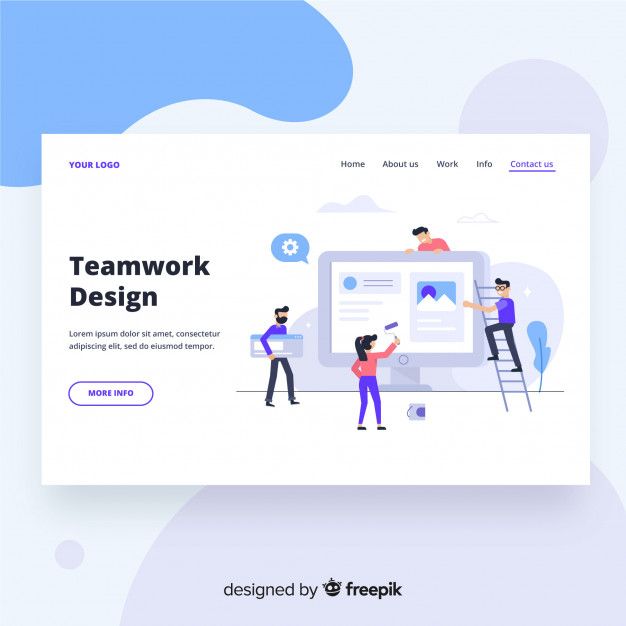 YOUR LOGO
Home About us Work Info Contact us
Teamwork
Design
Lorem ipsum dolor sit amet, consectetur
adipiscing elit, sed do eiusmod tempor.
MORE INFO
designed by freepik